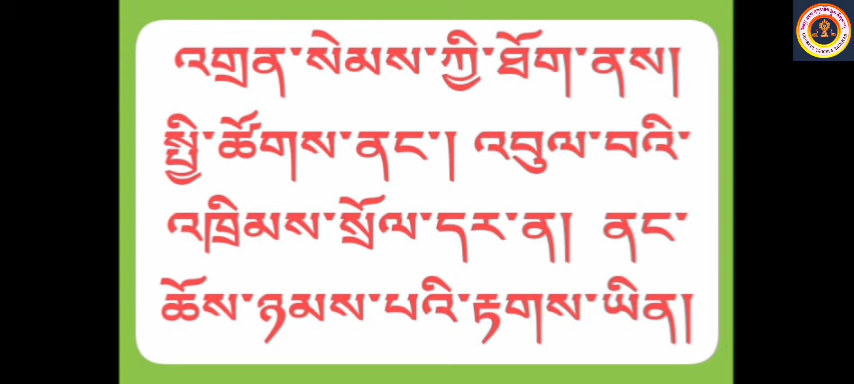 འགྲན་སེམས་ཀྱི་ཐོག་ནས།
སྤྱི་ཚོགས་ནང་། འབུལ་བའི་
འཁྲིམས་སྲོལ་དར་ན།  ནང་
ཆོས་ཉམས་པའི་རྟགས་ཡིན།